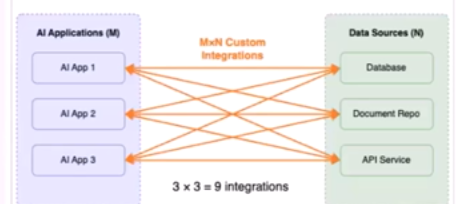 AI Applications (M)
MxN Custom
Integrations
Data Sources (N)
AI App 1
Database
AI App 2
Document Repo
AI App 3
API Service
3 x 3 = 9 integrations